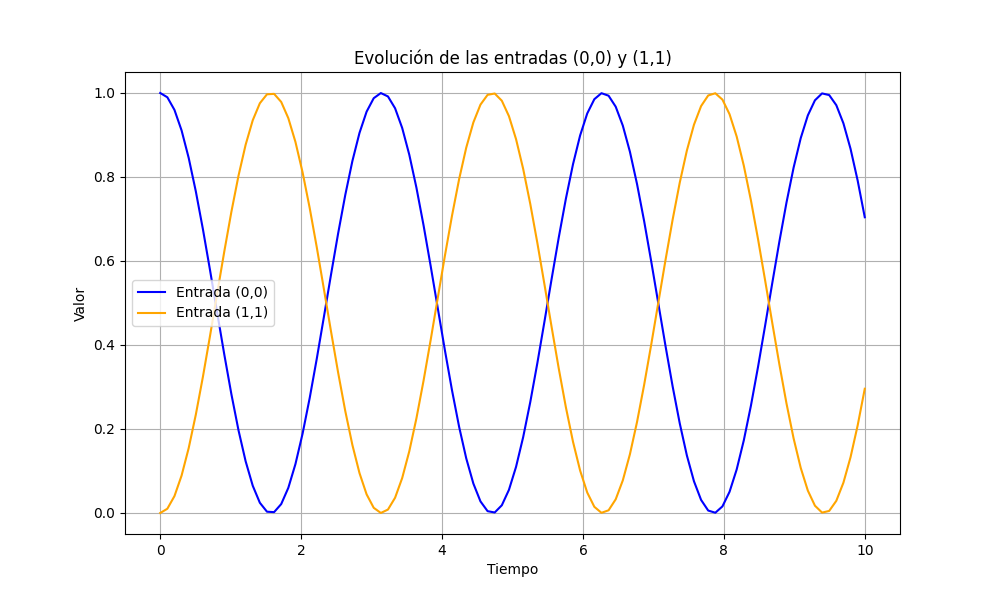 Evolución de las entradas (0,0) y (1,1)
Valor
1.0
0.8
0.6
0.4
0.2
0.0
Entrada (0,0)
Entrada (1,1)
0 2 4 6 8 10
Tiempo